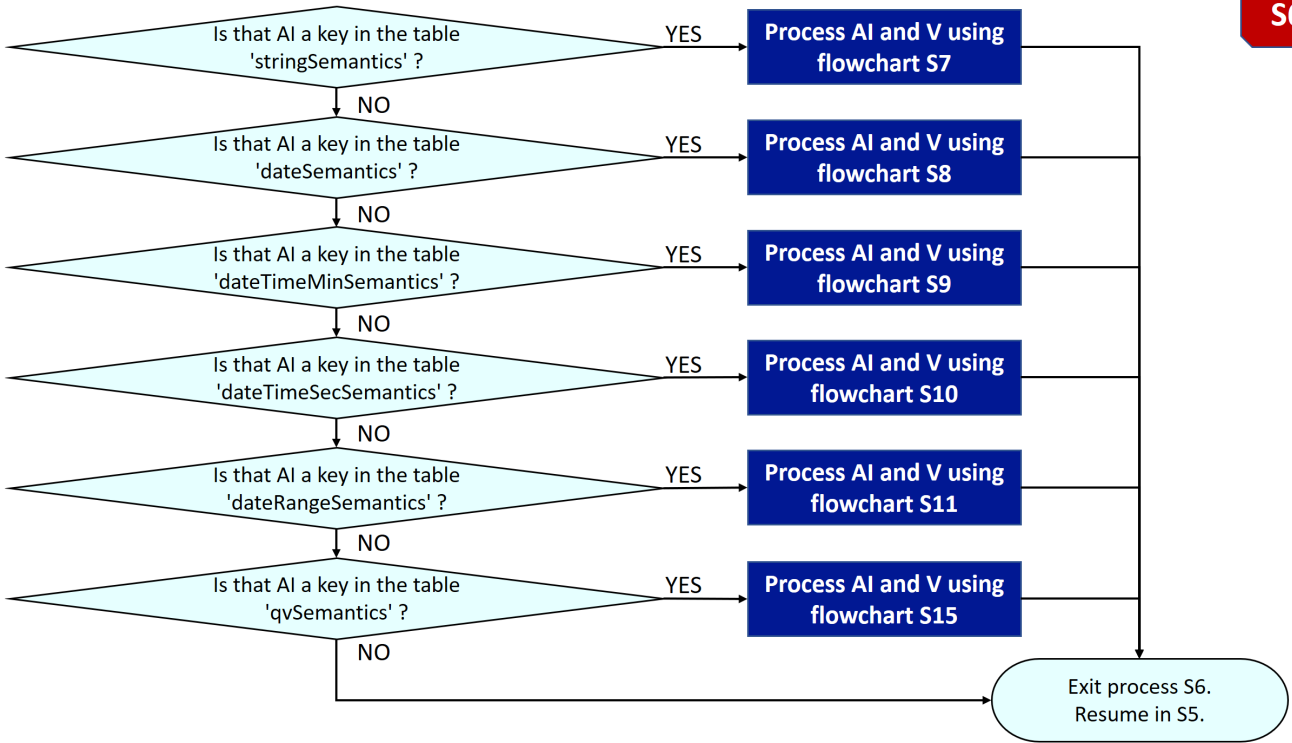 Is that AI a key in the table
'stringSemantics' ?
YES
Process AI and V using
flowchart S7
NO
Is that AI a key in the table
'dateSemantics' ?
YES
Process AI and V using
flowchart S8
NO
Is that AI a key in the table
'dateTimeMinSemantics' ?
YES
Process AI and V using
flowchart S9
NO
Is that AI a key in the table
'dateTimeSecSemantics' ?
YES
Process AI and V using
flowchart S10
NO
Is that AI a key in the table
'dateRangeSemantics' ?
YES
Process AI and V using
flowchart S11
NO
Is that AI a key in the table
'qvSemantics' ?
YES
Process AI and V using
flowchart S15
NO
Exit process S6.
Resume in S5.